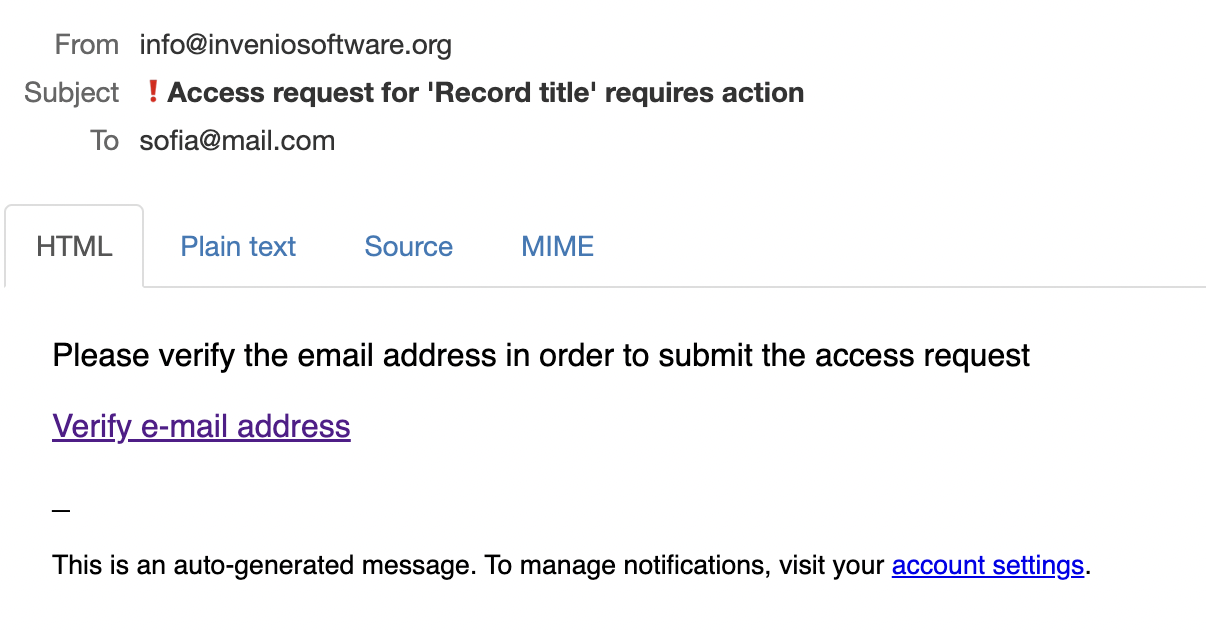 From info@inveniosoftware.org
Subject ❗ Access request for 'Record title' requires action
To sofia@mail.com
HTML Plain text Source MIME
Please verify the email address in order to submit the access request
Verify e-mail address
_
This is an auto-generated message. To manage notifications, visit your account settings.